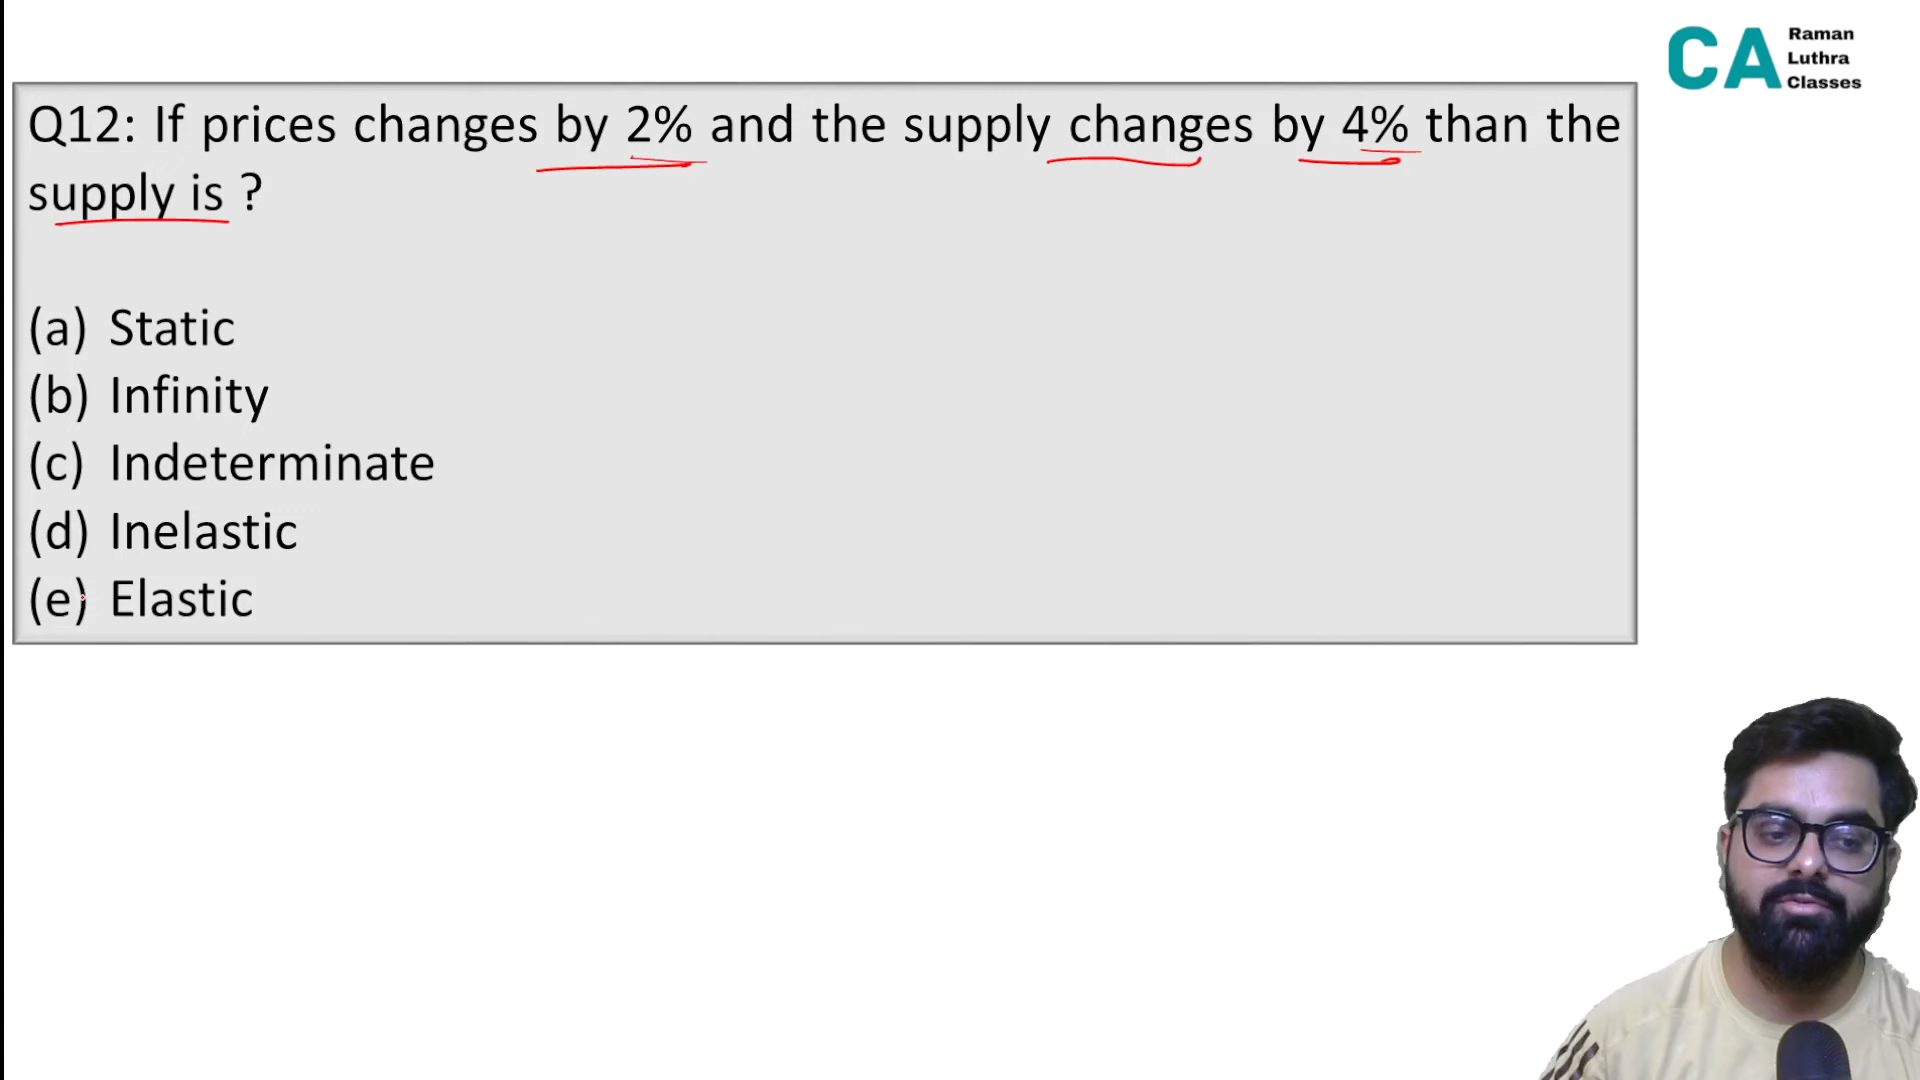 CA Raman
Luthra
Classes
Q12: If prices changes by 2% and the supply changes by 4% than the
supply is ?
(a) Static
(b) Infinity
(c) Indeterminate
(d) Inelastic
(e) Elastic